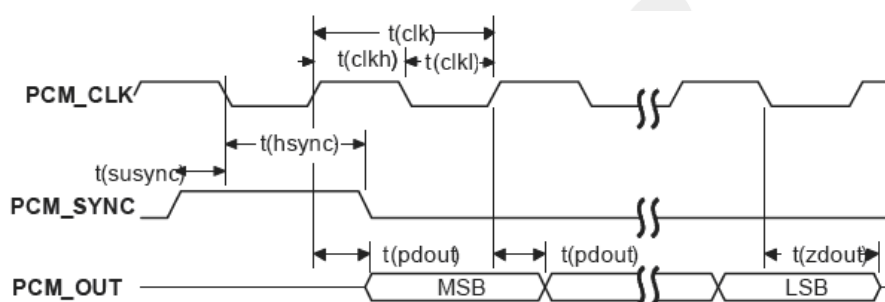 t(clk)
t(clkh) t(clkl)
PCM_CLK
t(hsync)
t(susync)
PCM_SYNC
t(pdout) t(pdout) t(zdout)
PCM_OUT MSB LSB